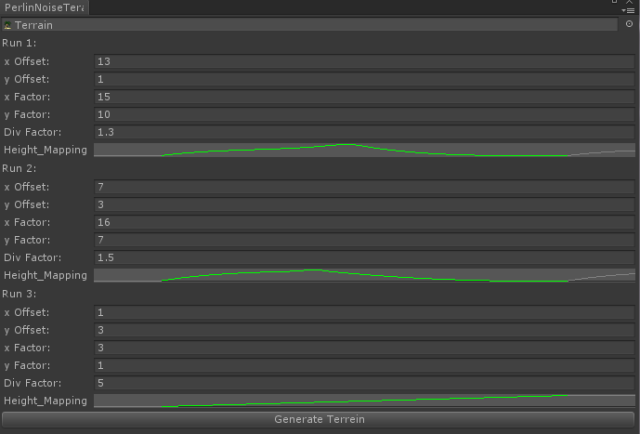 PerlinNoiseTerra
Terrain
Run 1:
x Offset: 13
y Offset: 1
x Factor: 15
y Factor: 10
Div Factor: 1.3
Height_Mapping
Run 2:
x Offset: 7
y Offset: 3
x Factor: 16
y Factor: 7
Div Factor: 1.5
Height_Mapping
Run 3:
x Offset: 1
y Offset: 3
x Factor: 3
y Factor: 1
Div Factor: 5
Height_Mapping
Generate Terrein